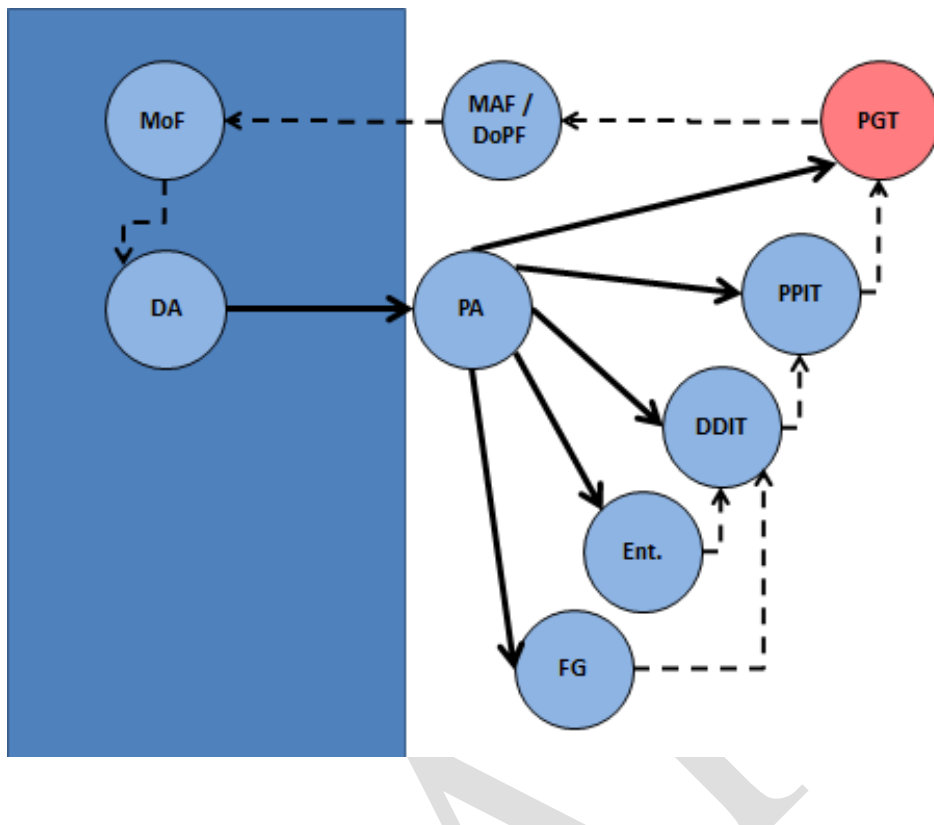 MoF
MAF /
DoPF
PGT
DA
PA
PPIT
DDIT
Ent.
FG